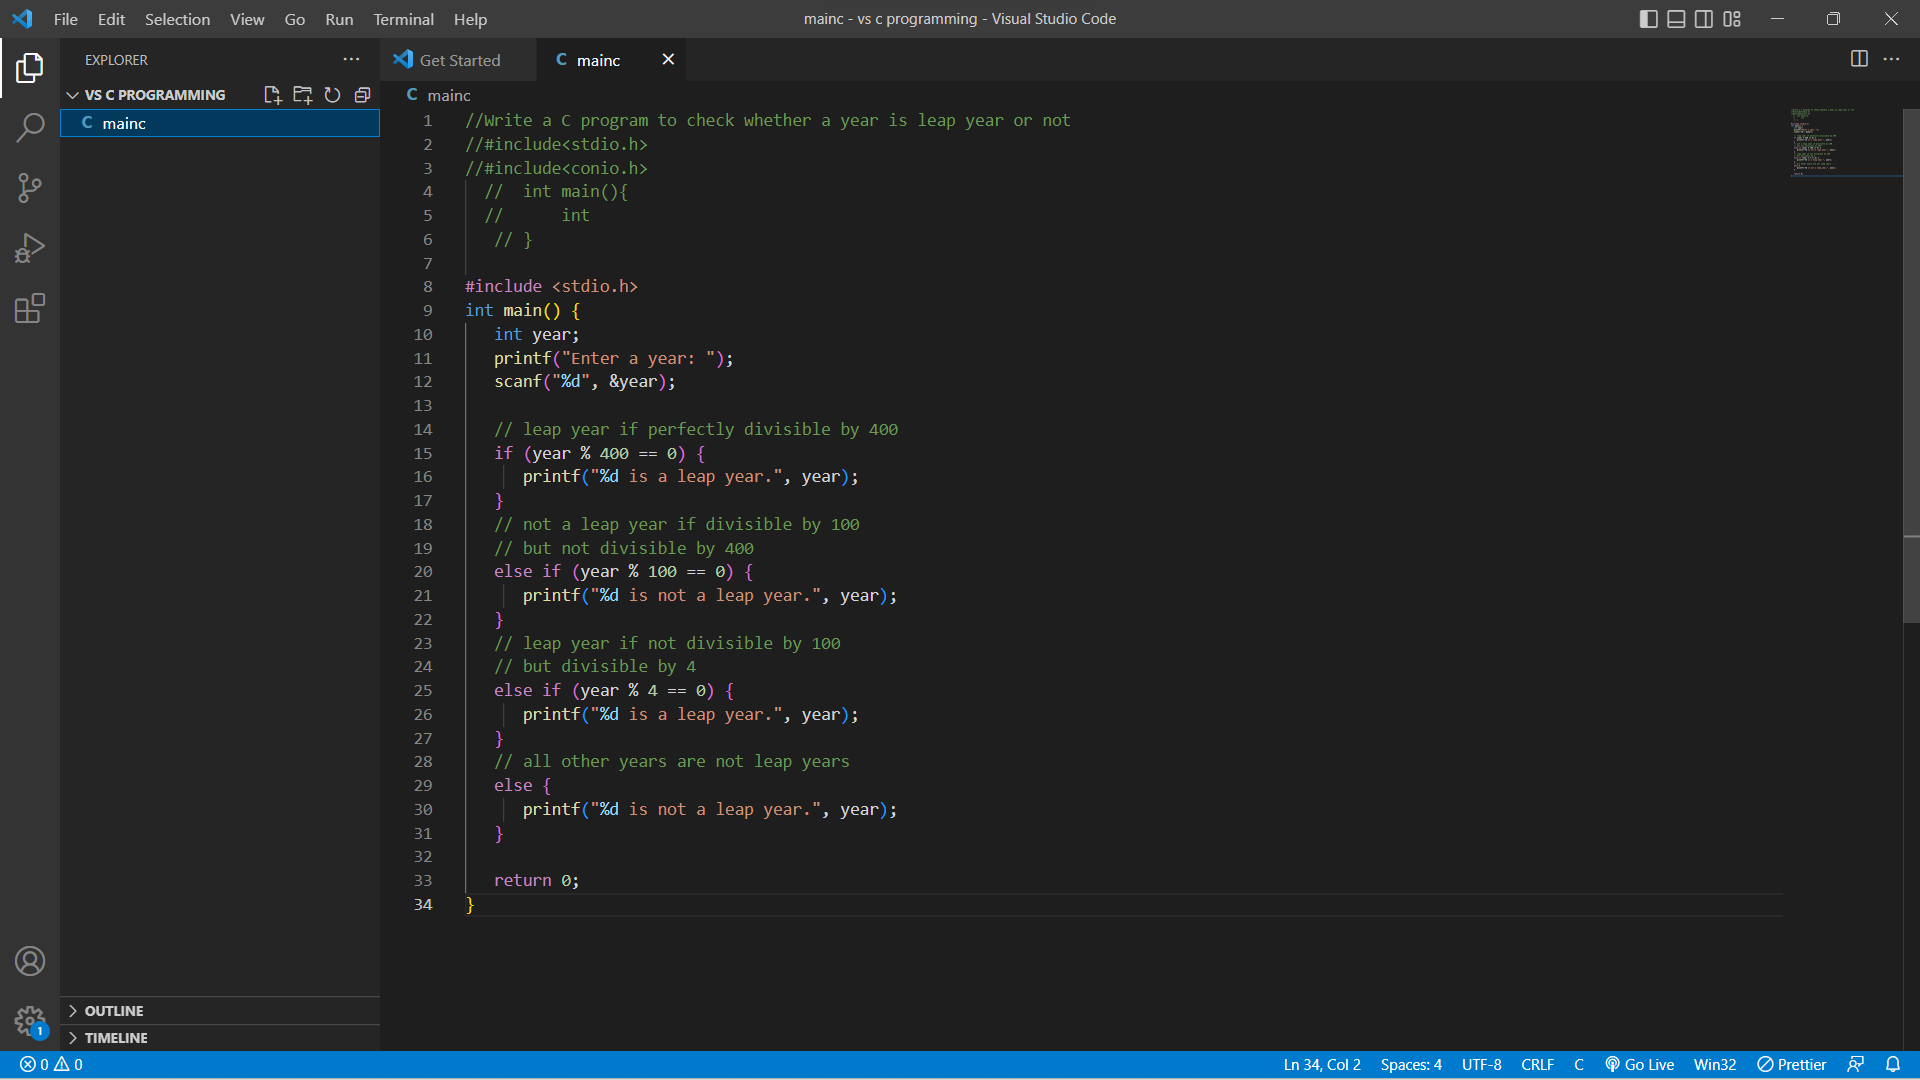 File Edit Selection View Go Run Terminal Help
mainc - vs c programming - Visual Studio Code
EXPLORER
Get Started
C mainc
VS C PROGRAMMING
C mainc
C mainc
1 //Write a C program to check whether a year is leap year or not
2 //#include<stdio.h>
3 //#include<conio.h>
4 // int main(){
5 // int
6 // }
7
8 #include <stdio.h>
9 int main() {
10 int year;
11 printf("Enter a year: ");
12 scanf("%d", &year);
13
14 // leap year if perfectly divisible by 400
15 if (year % 400 == 0) {
16 printf("%d is a leap year.", year);
17 }
18 // not a leap year if divisible by 100
19 // but not divisible by 400
20 else if (year % 100 == 0) {
21 printf("%d is not a leap year.", year);
22 }
23 // leap year if not divisible by 100
24 // but divisible by 4
25 else if (year % 4 == 0) {
26 printf("%d is a leap year.", year);
27 }
28 // all other years are not leap years
29 else {
30 printf("%d is not a leap year.", year);
31 }
32
33 return 0;
34 }
1
OUTLINE
TIMELINE
0 0
Ln 34, Col 2 Spaces: 4 UTF-8 CRLF C Go Live Win32 Prettier